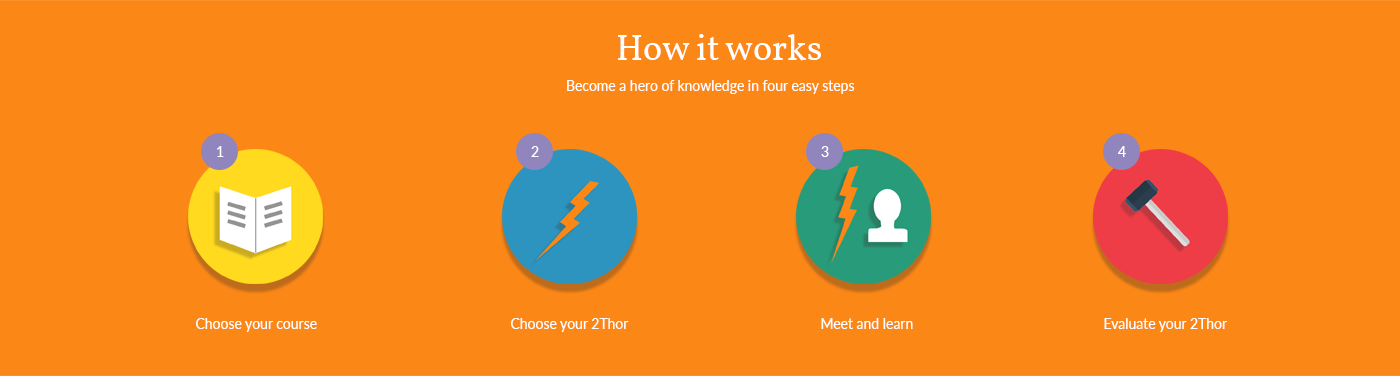 How it works
Become a hero of knowledge in four easy steps
1
2
3
4
Choose your course
Choose your 2Thor
Meet and learn
Evaluate your 2Thor